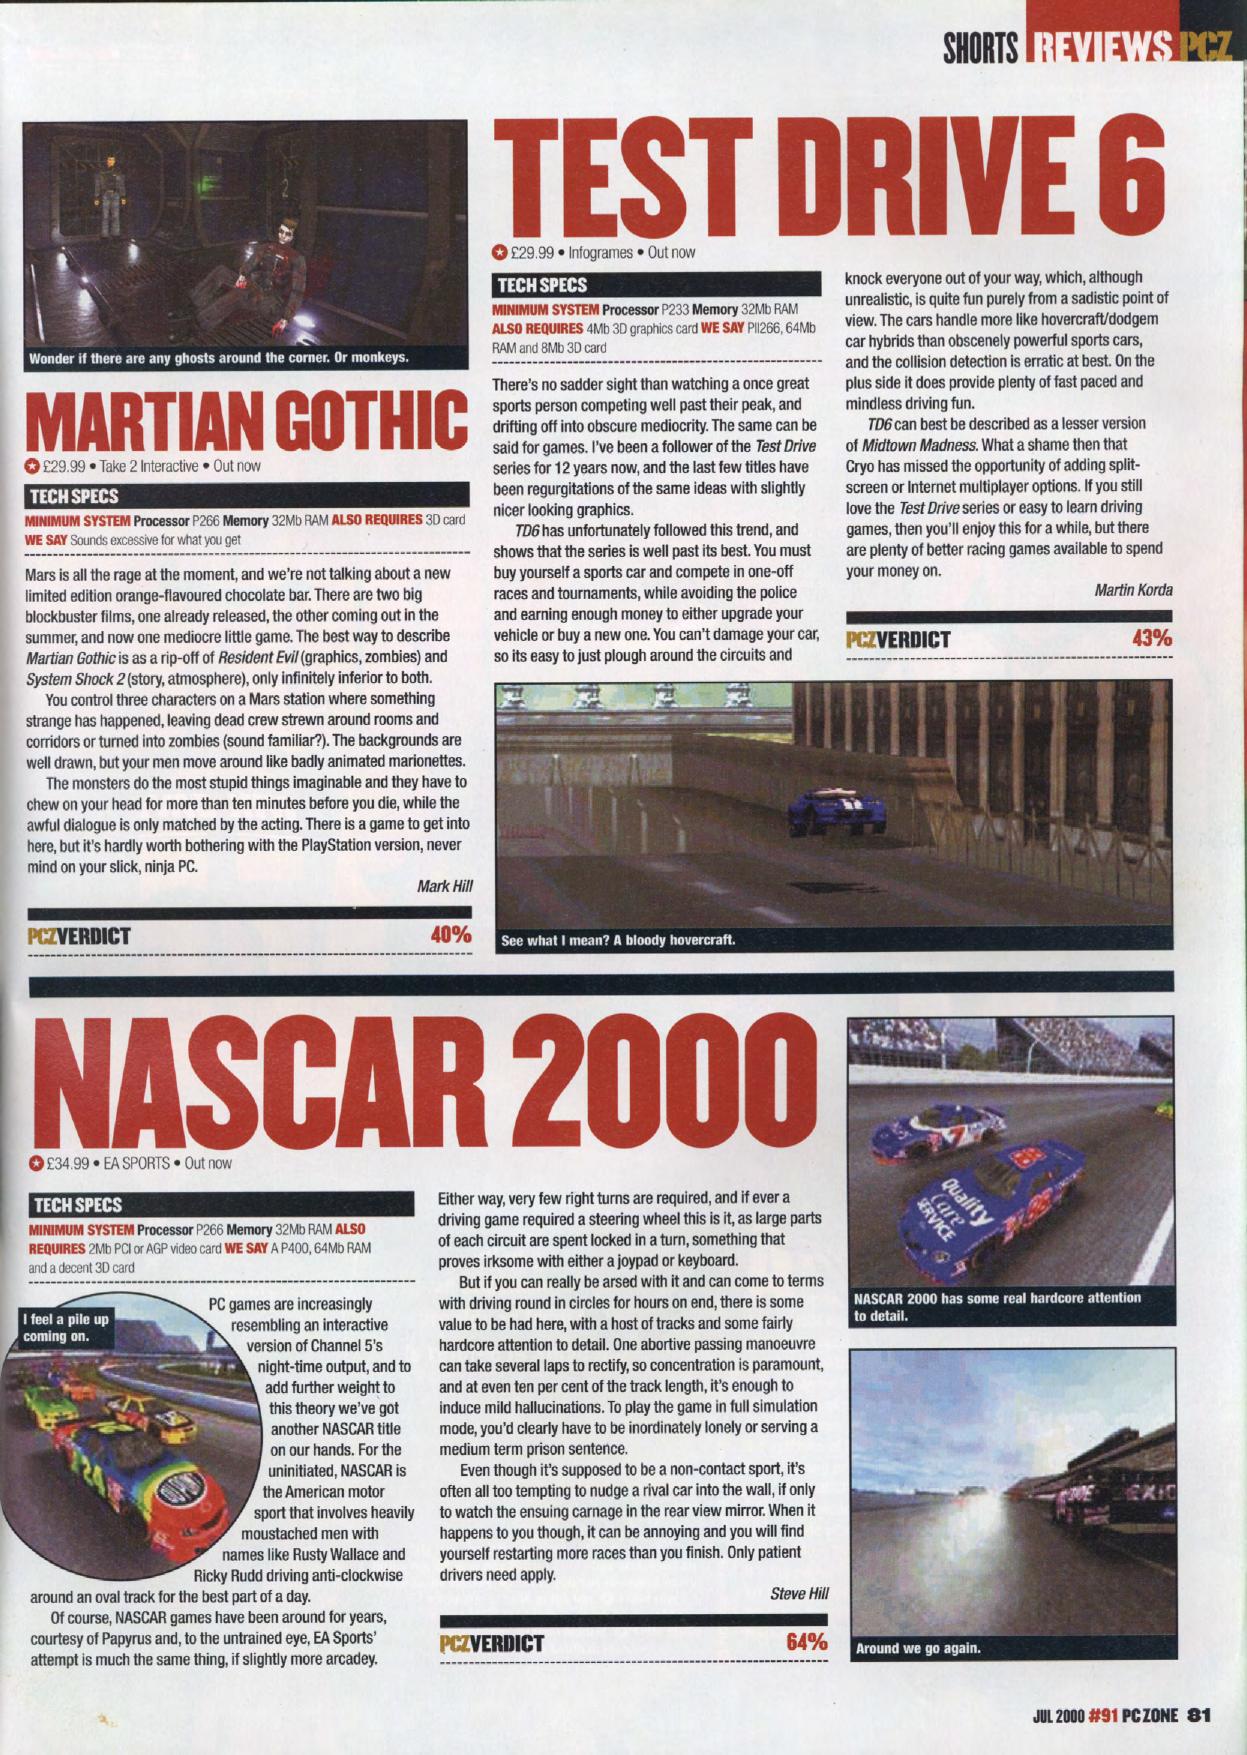 SHORTS REVIEWS PCZ
Wonder if there are any ghosts around the corner. Or monkeys.
MARTIAN GOTHIC
£29.99 • Take 2 Interactive • Out now
TECH SPECS
MINIMUM SYSTEM Processor P266 Memory 32Mb RAM ALSO REQUIRES 3D card
WE SAY Sounds excessive for what you get
Mars is all the rage at the moment, and we're not talking about a new
limited edition orange-flavoured chocolate bar. There are two big
blockbuster films, one already released, the other coming out in the
summer, and now one mediocre little game. The best way to describe
Martian Gothic is as a rip-off of Resident Evil (graphics, zombies) and
System Shock 2 (story, atmosphere), only infinitely inferior to both.
You control three characters on a Mars station where something
strange has happened, leaving dead crew strewn around rooms and
corridors or turned into zombies (sound familiar?). The backgrounds are
well drawn, but your men move around like badly animated marionettes.
The monsters do the most stupid things imaginable and they have to
chew on your head for more than ten minutes before you die, while the
awful dialogue is only matched by the acting. There is a game to get into
here, but it's hardly worth bothering with the PlayStation version, never
mind on your slick, ninja PC.
Mark Hill
PCZVERDICT 40%
TEST DRIVE 6
£29.99 • Infogrames • Out now
TECH SPECS
MINIMUM SYSTEM Processor P233 Memory 32Mb RAM
ALSO REQUIRES 4Mb 3D graphics card WE SAY PII266, 64Mb
RAM and 8Mb 3D card
There's no sadder sight than watching a once great
sports person competing well past their peak, and
drifting off into obscure mediocrity. The same can be
said for games. I've been a follower of the Test Drive
series for 12 years now, and the last few titles have
been regurgitations of the same ideas with slightly
nicer looking graphics.
TD6 has unfortunately followed this trend, and
shows that the series is well past its best. You must
buy yourself a sports car and compete in one-off
races and tournaments, while avoiding the police
and earning enough money to either upgrade your
vehicle or buy a new one. You can't damage your car,
so its easy to just plough around the circuits and
knock everyone out of your way, which, although
unrealistic, is quite fun purely from a sadistic point of
view. The cars handle more like hovercraft/dodgem
car hybrids than obscenely powerful sports cars,
and the collision detection is erratic at best. On the
plus side it does provide plenty of fast paced and
mindless driving fun.
TD6 can best be described as a lesser version
of Midtown Madness. What a shame then that
Cryo has missed the opportunity of adding split-
screen or Internet multiplayer options. If you still
love the Test Drive series or easy to learn driving
games, then you'll enjoy this for a while, but there
are plenty of better racing games available to spend
your money on.
Martin Korda
PCZVERDICT 43%
See what I mean? A bloody hovercraft.
NASCAR 2000
£34.99 • EA SPORTS • Out now
TECH SPECS
MINIMUM SYSTEM Processor P266 Memory 32Mb RAM ALSO
REQUIRES 2Mb PCI or AGP video card WE SAY A P400, 64Mb RAM
and a decent 3D card
I feel a pile up
coming on.
PC games are increasingly
resembling an interactive
version of Channel 5's
night-time output, and to
add further weight to
this theory we've got
another NASCAR title
on our hands. For the
uninitiated, NASCAR is
the American motor
sport that involves heavily
moustached men with
names like Rusty Wallace and
Ricky Rudd driving anti-clockwise
around an oval track for the best part of a day.
Of course, NASCAR games have been around for years,
courtesy of Papyrus and, to the untrained eye, EA Sports'
attempt is much the same thing, if slightly more arcadey.
Either way, very few right turns are required, and if ever a
driving game required a steering wheel this is it, as large parts
of each circuit are spent locked in a turn, something that
proves irksome with either a joypad or keyboard.
But if you can really be arsed with it and can come to terms
with driving round in circles for hours on end, there is some
value to be had here, with a host of tracks and some fairly
hardcore attention to detail. One abortive passing manoeuvre
can take several laps to rectify, so concentration is paramount,
and at even ten per cent of the track length, it's enough to
induce mild hallucinations. To play the game in full simulation
mode, you'd clearly have to be inordinately lonely or serving a
medium term prison sentence.
Even though it's supposed to be a non-contact sport, it's
often all too tempting to nudge a rival car into the wall, if only
to watch the ensuing carnage in the rear view mirror. When it
happens to you though, it can be annoying and you will find
yourself restarting more races than you finish. Only patient
drivers need apply.
Steve Hill
PCZVERDICT 64%
7
88
Quality
Care
SERVICE
NASCAR 2000 has some real hardcore attention
to detail.
Around we go again.
JUL 2000 #91 PC ZONE 81